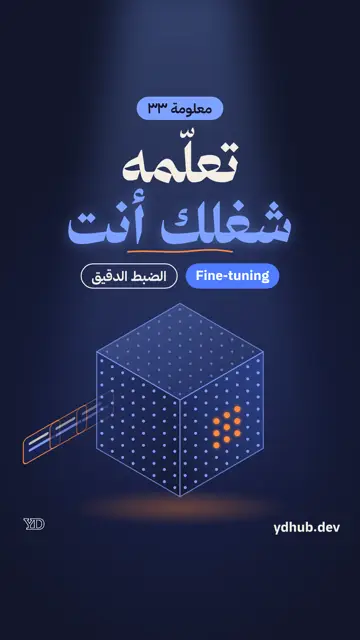 معلومة ٣٣
تعلّمه
شغلك أنت
الضبط الدقيق Fine-tuning
YD
ydhub.dev